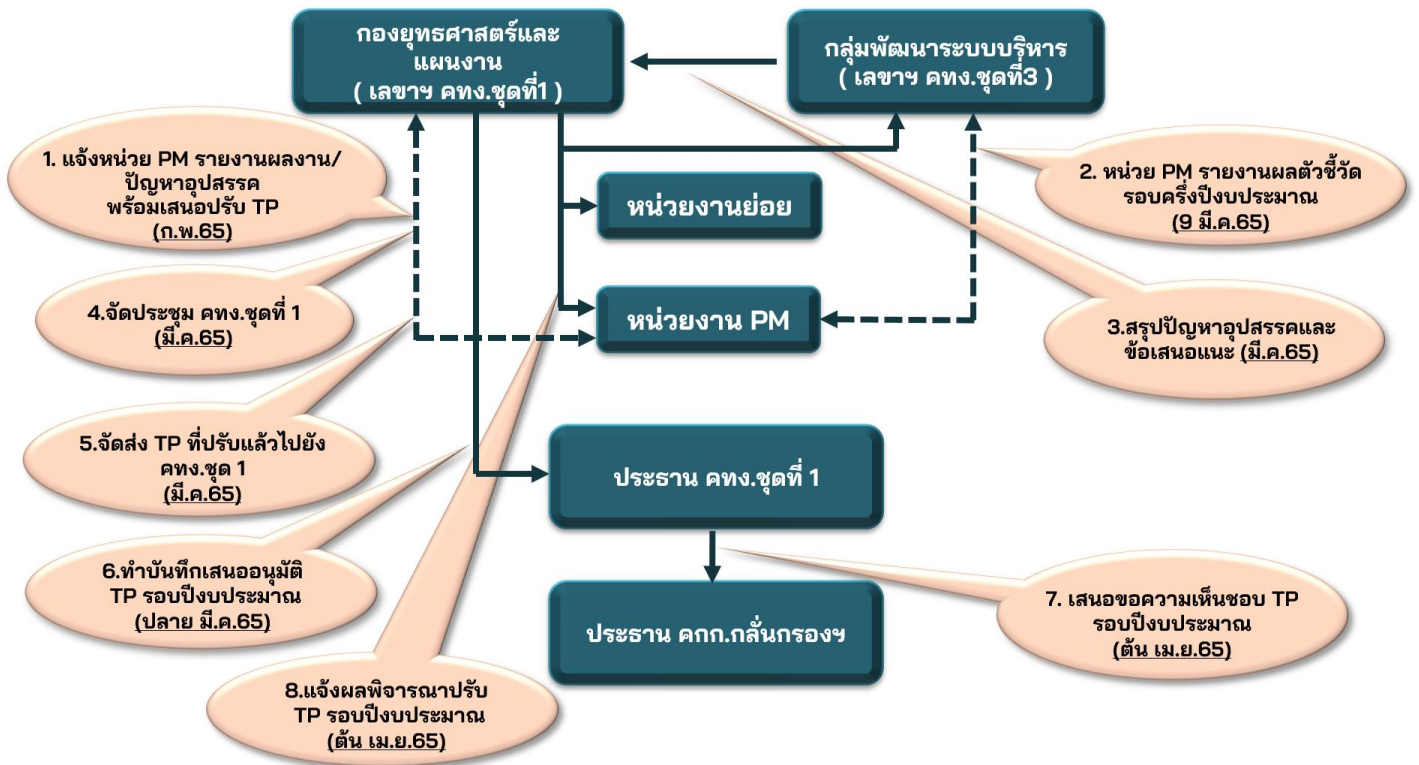 กองยุทธศาสตร์และ
แผนงาน
( เลขาฯ คทง.ชุดที่1 )
กลุ่มพัฒนาระบบบริหาร
( เลขาฯ คทง.ชุดที่3 )
1. แจ้งหน่วย PM รายงานผลงาน/
ปัญหาอุปสรรค
พร้อมเสนอปรับ TP
(ก.พ.65)
2. หน่วย PM รายงานผลตัวชี้วัด
รอบครึ่งปีงบประมาณ
(9 มี.ค.65)
หน่วยงานย่อย
หน่วยงาน PM
4.จัดประชุม คทง.ชุดที่ 1
(มี.ค.65)
3.สรุปปัญหาอุปสรรคและ
ข้อเสนอแนะ (มี.ค.65)
5.จัดส่ง TP ที่ปรับแล้วไปยัง
คทง.ชุด 1
(มี.ค.65)
ประธาน คทง.ชุดที่ 1
6.ทำบันทึกเสนออนุมัติ
TP รอบปีงบประมาณ
(ปลาย มี.ค.65)
ประธาน คกก.กลั่นกรองฯ
7. เสนอขอความเห็นชอบ TP
รอบปีงบประมาณ
(ต้น เม.ย.65)
8.แจ้งผลพิจารณาปรับ
TP รอบปีงบประมาณ
(ต้น เม.ย.65)